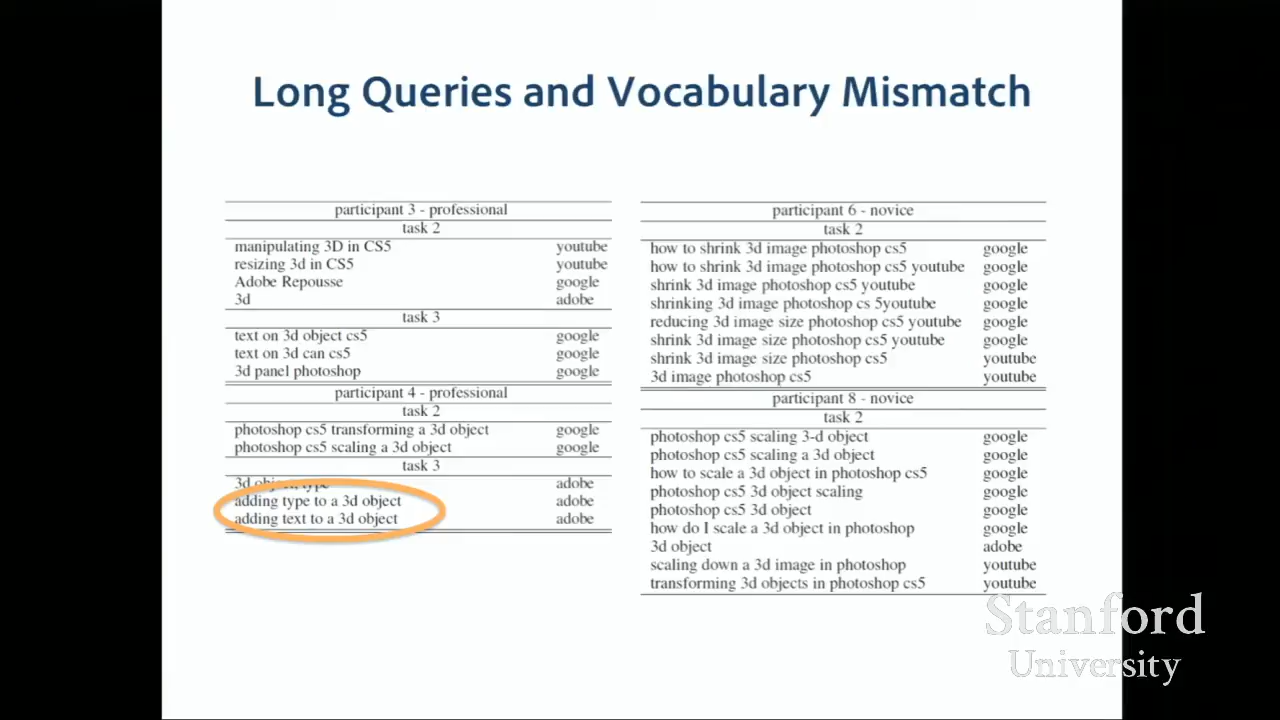 Long Queries and Vocabulary Mismatch
participant 3 - professional
task 2
manipulating 3D in CS5 youtube
resizing 3d in CS5 youtube
Adobe Repousse google
3d adobe
task 3
text on 3d object cs5 google
text on 3d can cs5 google
3d panel photoshop google
participant 4 - professional
task 2
photoshop cs5 transforming a 3d object google
photoshop cs5 scaling a 3d object google
task 3
3d object type adobe
adding type to a 3d object adobe
adding text to a 3d object adobe
participant 6 - novice
task 2
how to shrink 3d image photoshop cs5 google
how to shrink 3d image photoshop cs5 youtube google
shrink 3d image photoshop cs5 youtube google
shrinking 3d image photoshop cs 5youtube google
reducing 3d image size photoshop cs5 youtube google
shrink 3d image size photoshop cs5 youtube google
shrink 3d image size photoshop cs5 youtube
3d image photoshop cs5 youtube
participant 8 - novice
task 2
photoshop cs5 scaling 3-d object google
photoshop cs5 scaling a 3d object google
how to scale a 3d object in photoshop cs5 google
photoshop cs5 3d object scaling google
photoshop cs5 3d object google
how do I scale a 3d object in photoshop google
3d object adobe
scaling down a 3d image in photoshop youtube
transforming 3d objects in photoshop cs5 youtube
Stanford
University